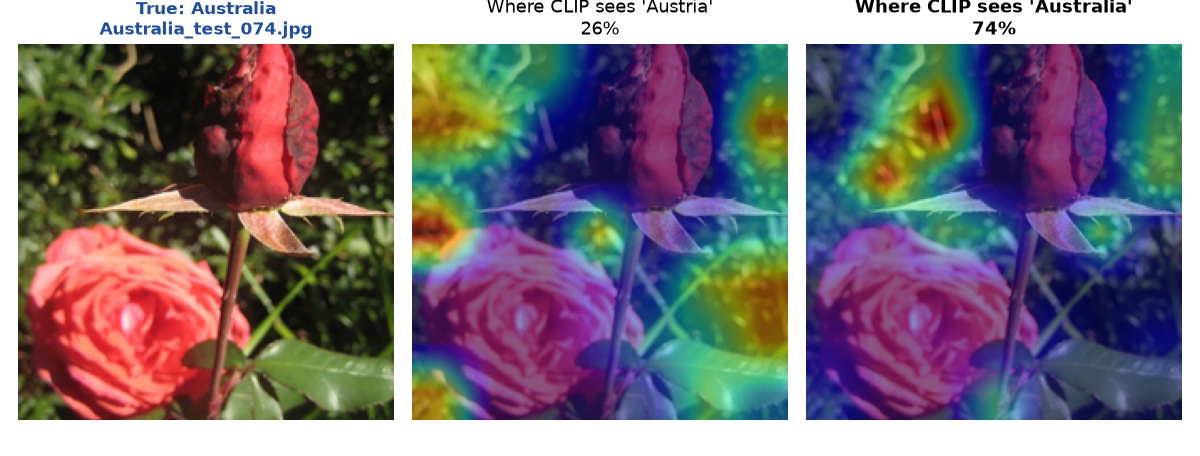 True: Australia
Australia_test_074.jpg
Where CLIP sees 'Austria'
26%
Where CLIP sees 'Australia'
74%